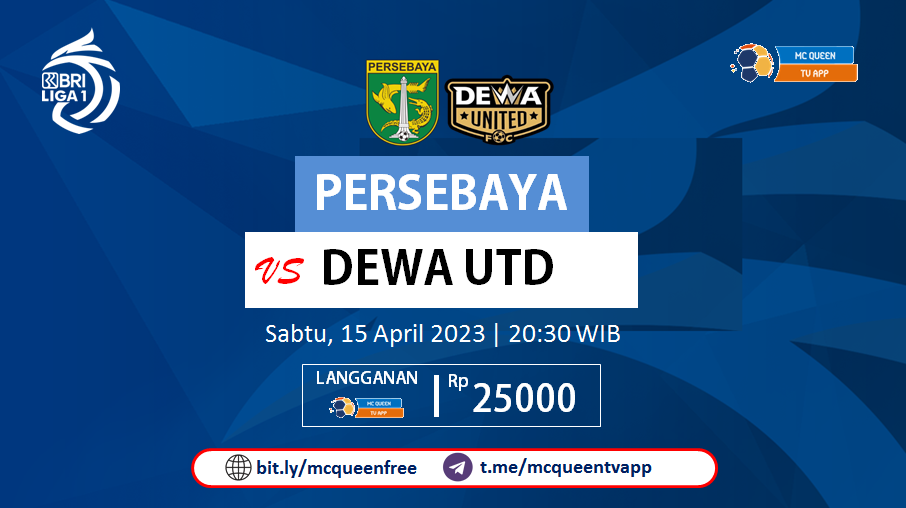 BRI
LIGA 1
MC QUEEN
TV APP
PERSEBAYA
DEWA
UNITED
FC
PERSEBAYA
VS DEWA UTD
Sabtu, 15 April 2023 | 20:30 WIB
LANGGANAN
MC QUEEN
TV APP
Rp 25000
bit.ly/mcqueenfree
t.me/mcqueentvapp